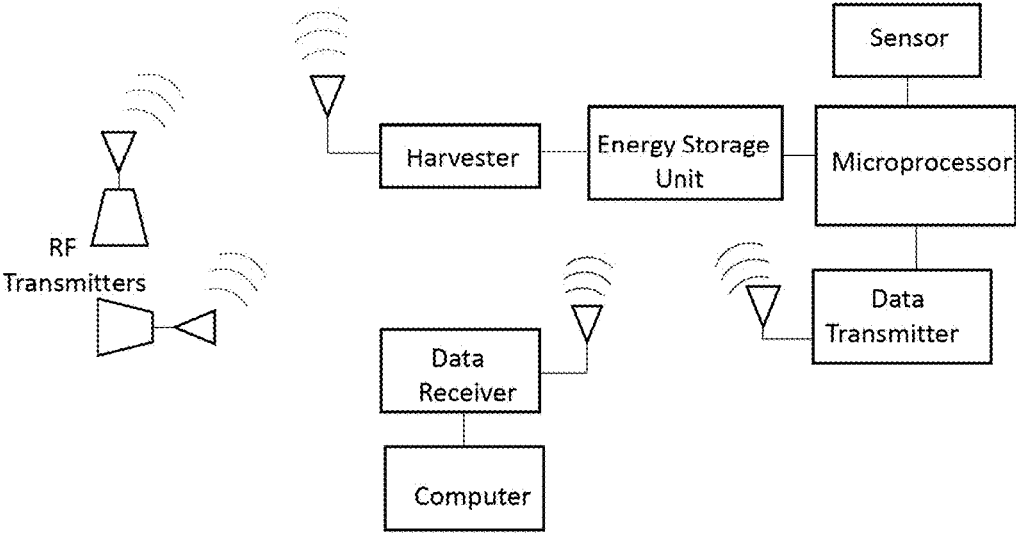 Sensor
Harvester
Energy Storage
Unit
Microprocessor
RF
Transmitters
Data
Transmitter
Data
Receiver
Computer